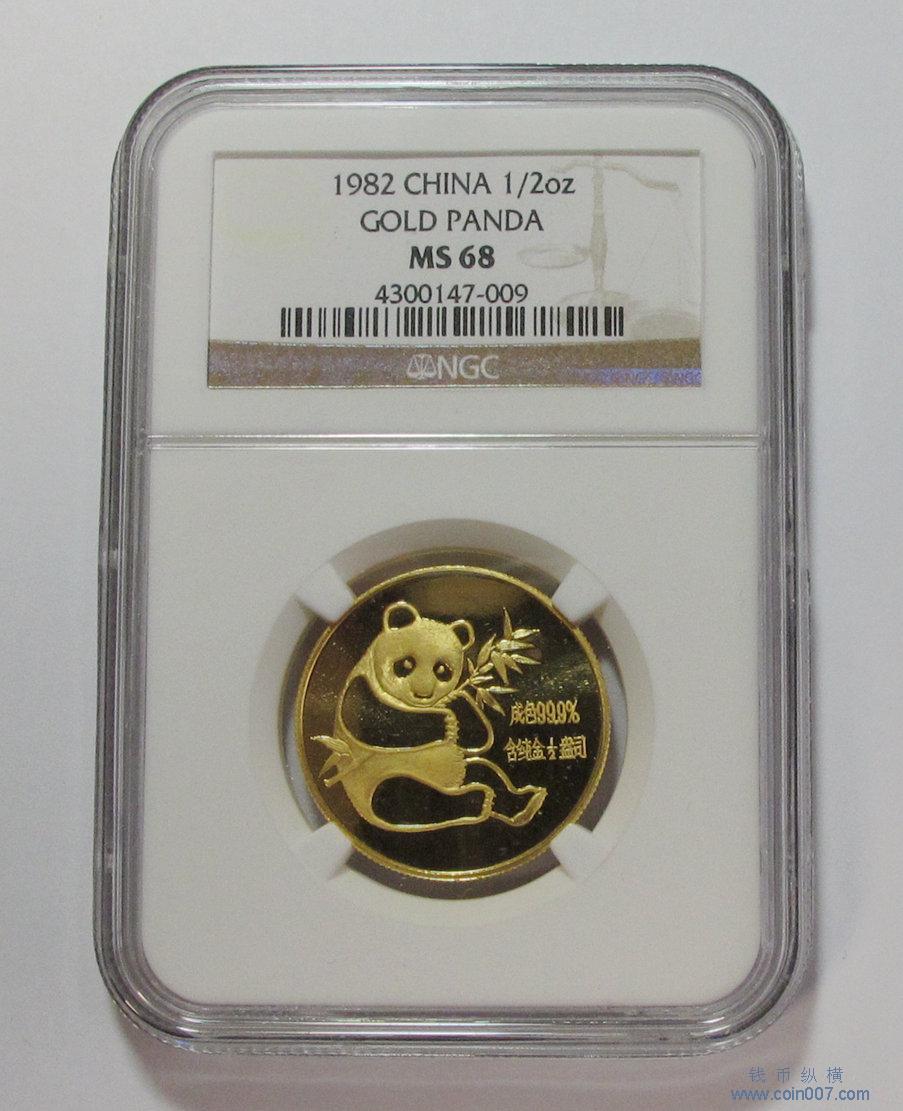 1982 CHINA 1/2oz
GOLD PANDA
MS 68
4300147-009
NGC
成色99.9%
含纯金½盎司
钱币纵横
www.coin007.com